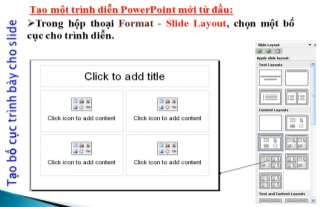 Tạo một trình diễn PowerPoint mới từ đầu:
➢Trong hộp thoại Format - Slide Layout, chọn một bố
cục cho trình diễn.
Tạo bố cục trình bày cho slide
Click to add title
Click icon to add content
Click icon to add content
Click icon to add content
Click icon to add content
Slide Layout
Apply slide layout:
Text Layouts
Content Layouts
Text and Content Layouts